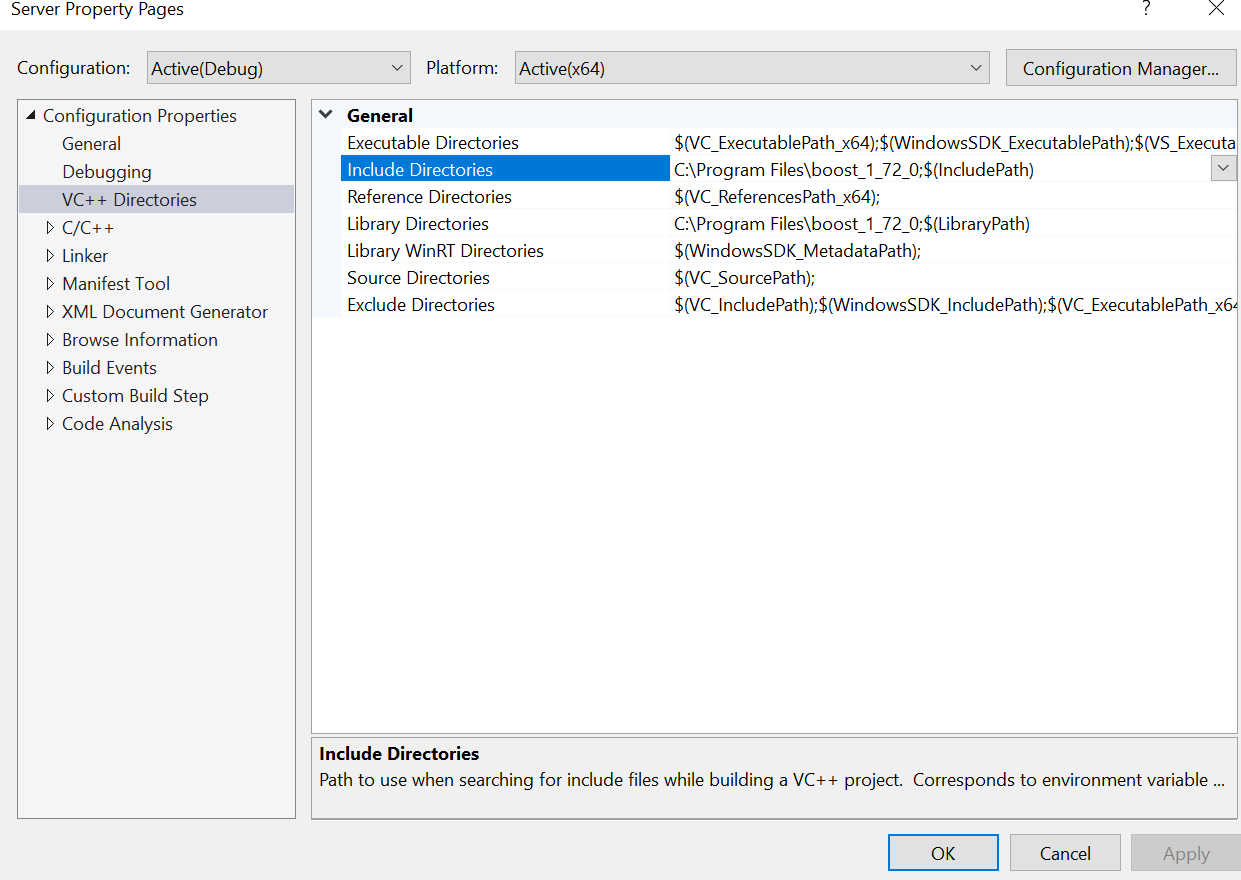 Server Property Pages
?
Configuration: Active(Debug) Platform: Active(x64) Configuration Manager...
Configuration Properties
General
Debugging
VC++ Directories
C/C++
Linker
Manifest Tool
XML Document Generator
Browse Information
Build Events
Custom Build Step
Code Analysis
General
Executable Directories $(VC_ExecutablePath_x64);$(WindowsSDK_ExecutablePath);$(VS_Executa
Include Directories C:\Program Files\boost_1_72_0;$(IncludePath)
Reference Directories $(VC_ReferencesPath_x64);
Library Directories C:\Program Files\boost_1_72_0;$(LibraryPath)
Library WinRT Directories $(WindowsSDK_MetadataPath);
Source Directories $(VC_SourcePath);
Exclude Directories $(VC_IncludePath);$(WindowsSDK_IncludePath);$(VC_ExecutablePath_x64
Include Directories
Path to use when searching for include files while building a VC++ project.  Corresponds to environment variable ...
OK Cancel Apply